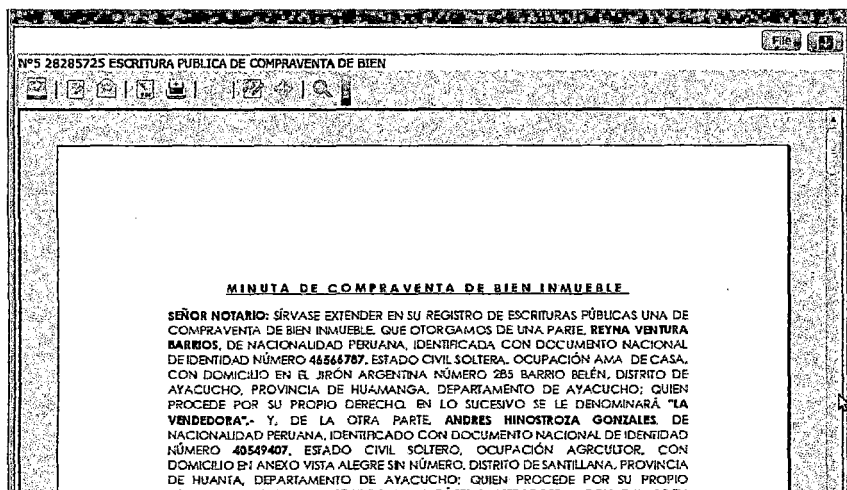 File
Nº5 28285725 ESCRITURA PUBLICA DE COMPRAVENTA DE BIEN
MINUTA DE COMPRAVENTA DE BIEN INMUEBLE
SEÑOR NOTARIO: SÍRVASE EXTENDER EN SU REGISTRO DE ESCRITURAS PÚBLICAS UNA DE
COMPRAVENTA DE BIEN INMUEBLE. QUE OTORGAMOS DE UNA PARTE, REYNA VENTURA
BARRIOS, DE NACIONALIDAD PERUANA, IDENTIFICADA CON DOCUMENTO NACIONAL
DE IDENTIDAD NÚMERO 46566787, ESTADO CIVIL SOLTERA, OCUPACIÓN AMA DE CASA,
CON DOMICILIO EN EL JIRÓN ARGENTINA NÚMERO 285 BARRIO BELÉN, DISTRITO DE
AYACUCHO, PROVINCIA DE HUAMANGA, DEPARTAMENTO DE AYACUCHO; QUIEN
PROCEDE POR SU PROPIO DERECHO. EN LO SUCESIVO SE LE DENOMINARÁ "LA
VENDEDORA".- Y, DE LA OTRA PARTE, ANDRES HINOSTROZA GONZALES, DE
NACIONALIDAD PERUANA, IDENTIFICADO CON DOCUMENTO NACIONAL DE IDENTIDAD
NÚMERO 40549407, ESTADO CIVIL SOLTERO, OCUPACIÓN AGRCULTOR, CON
DOMICILIO EN ANEXO VISTA ALEGRE SIN NÚMERO, DISTRITO DE SANTILLANA, PROVINCIA
DE HUANTA, DEPARTAMENTO DE AYACUCHO; QUIEN PROCEDE POR SU PROPIO